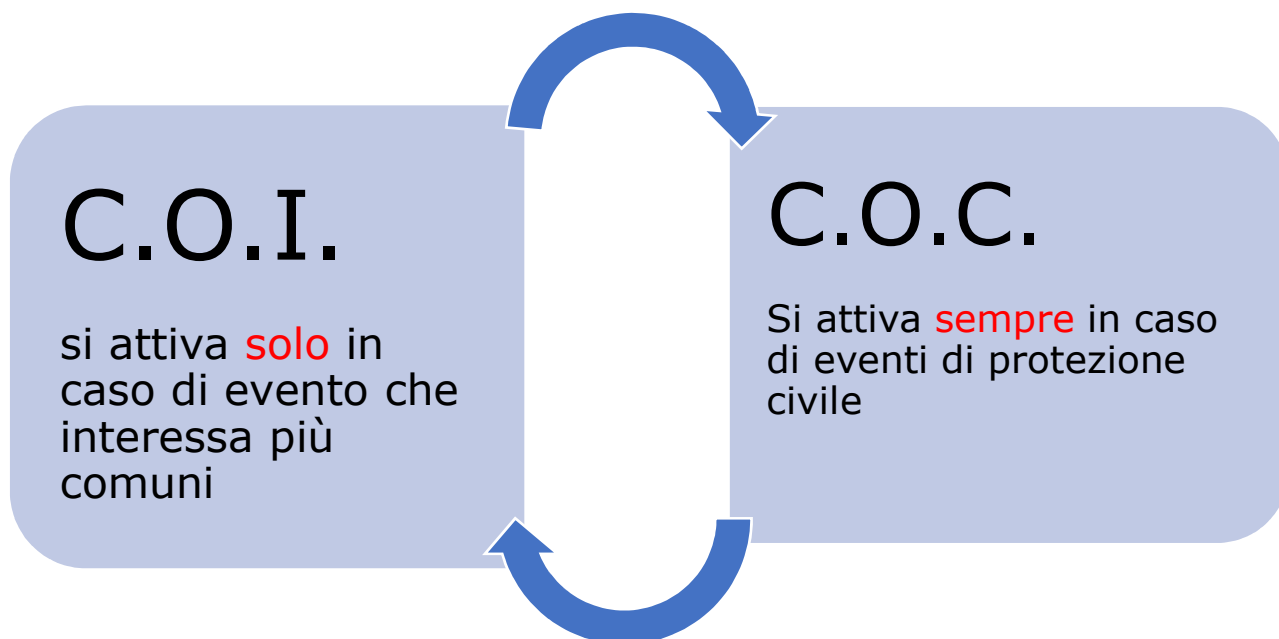 C.O.I.
si attiva solo in
caso di evento che
interessa più
comuni
C.O.C.
Si attiva sempre in caso
di eventi di protezione
civile